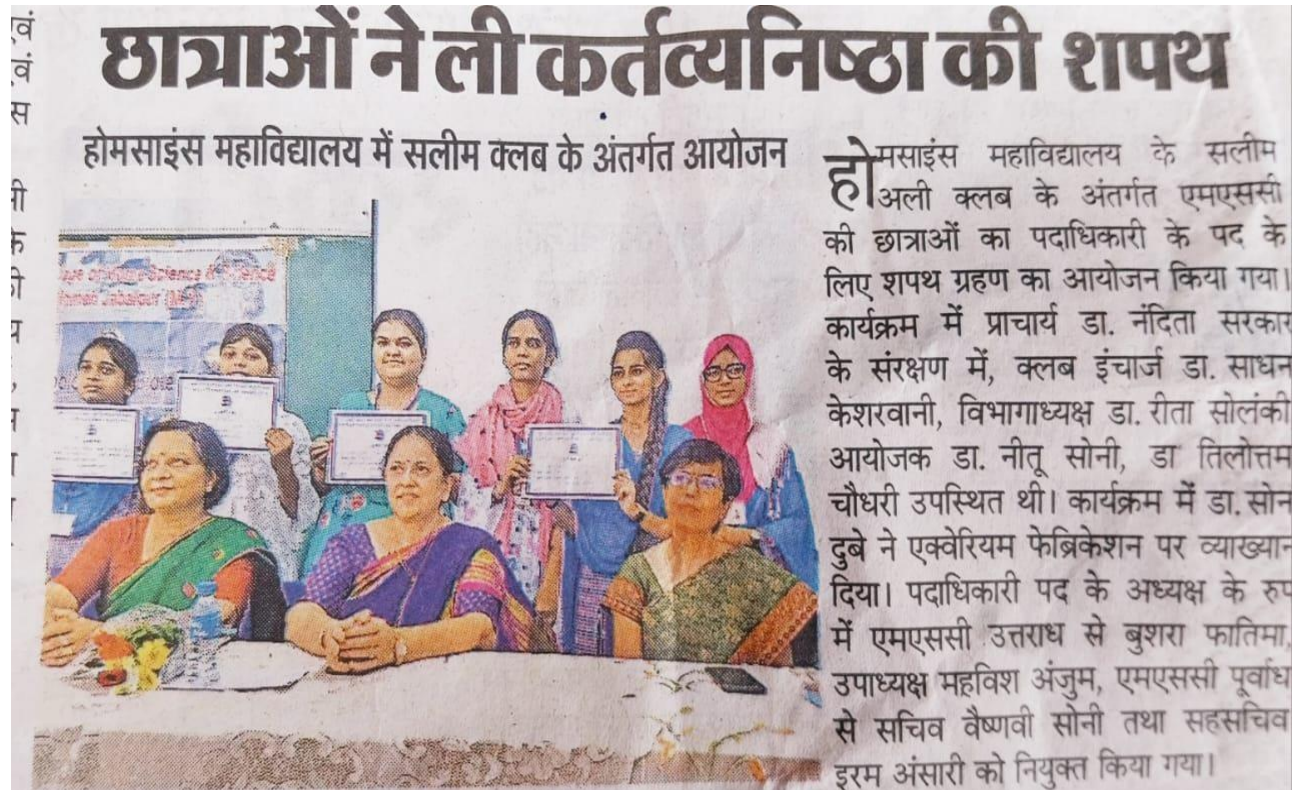 छात्राओं ने ली कर्तव्यनिष्ठा की शपथ
होमसाइंस महाविद्यालय में सलीम क्लब के अंतर्गत आयोजन
होमसाइंस महाविद्यालय के सलीम
अली क्लब के अंतर्गत एमएससी
की छात्राओं का पदाधिकारी के पद के
लिए शपथ ग्रहण का आयोजन किया गया।
कार्यक्रम में प्राचार्य डा. नंदिता सरकार
के संरक्षण में, क्लब इंचार्ज डा. साधन
केशरवानी, विभागाध्यक्ष डा. रीता सोलंकी
आयोजक डा. नीतू सोनी, डा तिलोत्तम
चौधरी उपस्थित थी। कार्यक्रम में डा. सोन
दुबे ने एक्वेरियम फेब्रिकेशन पर व्याख्यान
दिया। पदाधिकारी पद के अध्यक्ष के रुप
में एमएससी उत्तराध से बुशरा फातिमा,
उपाध्यक्ष महविश अंजुम, एमएससी पूर्वाध
से सचिव वैष्णवी सोनी तथा सहसचिव
इरम अंसारी को नियुक्त किया गया।
Science & Science
Jabalpur (M.P.)